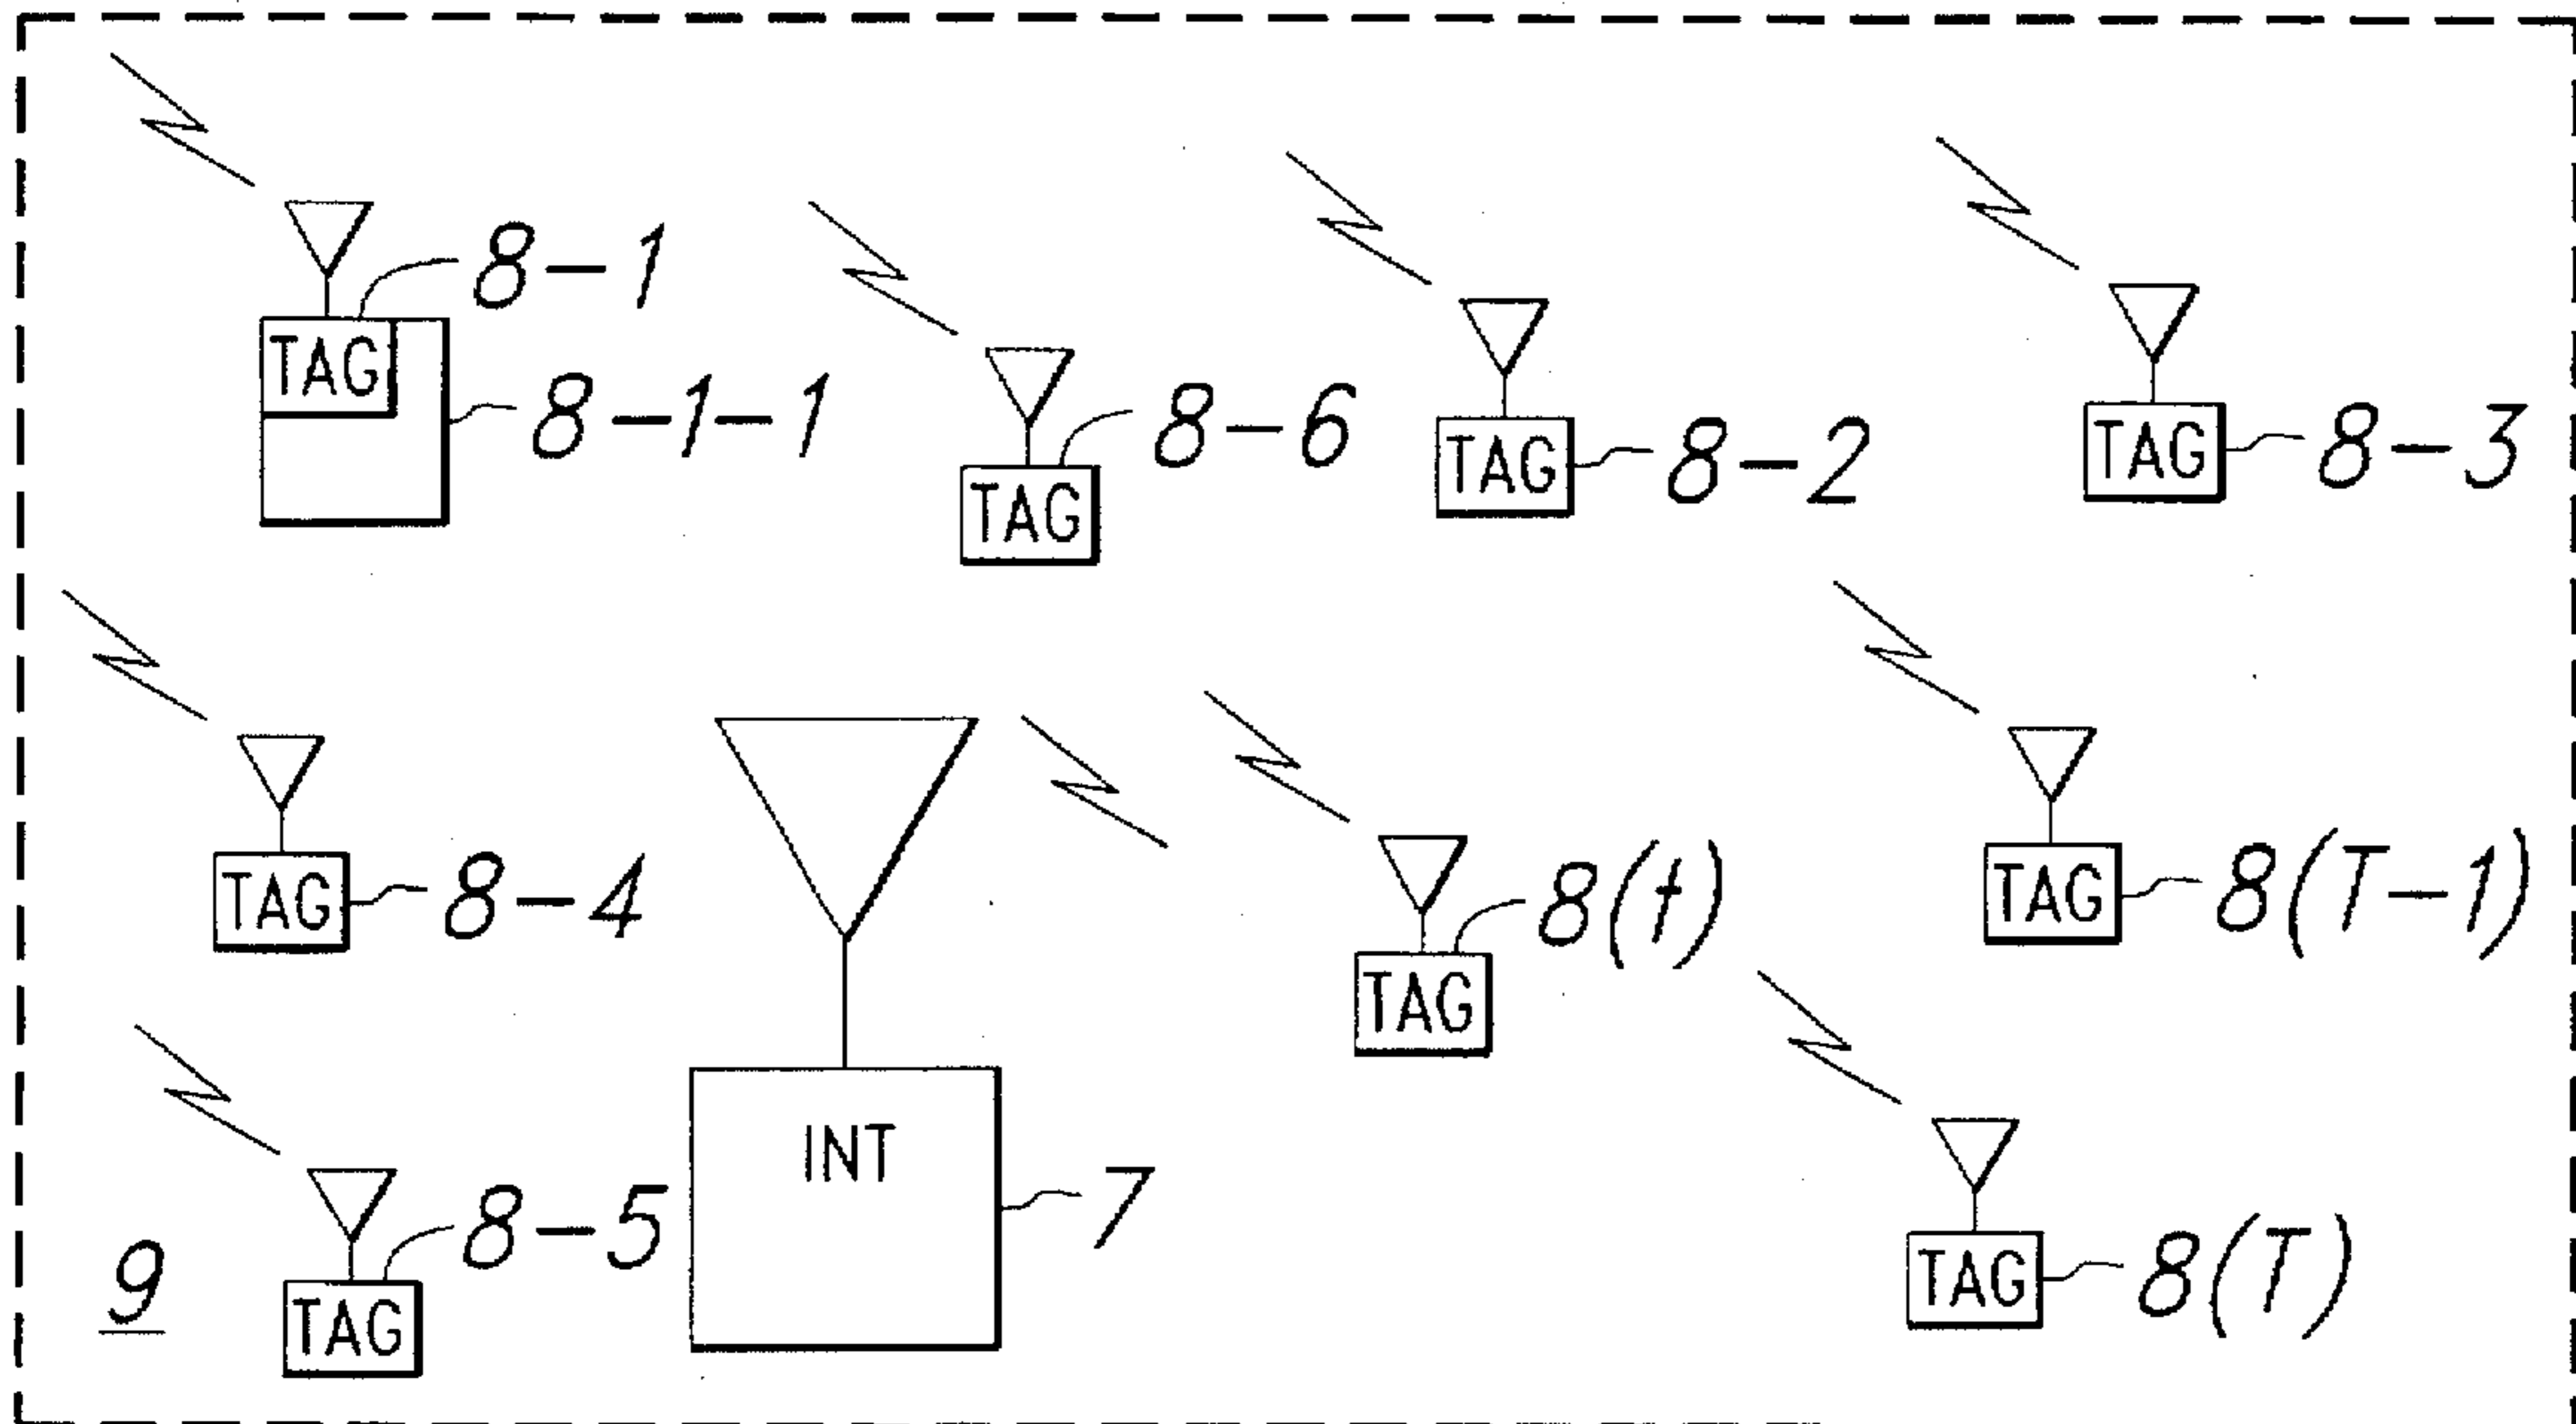 8-1
TAG
8-1-1
8-6
TAG
TAG
8-2
TAG
8-3
TAG
8-4
8(t)
TAG
TAG
8(T-1)
INT
7
8-5
TAG
9
TAG
8(T)